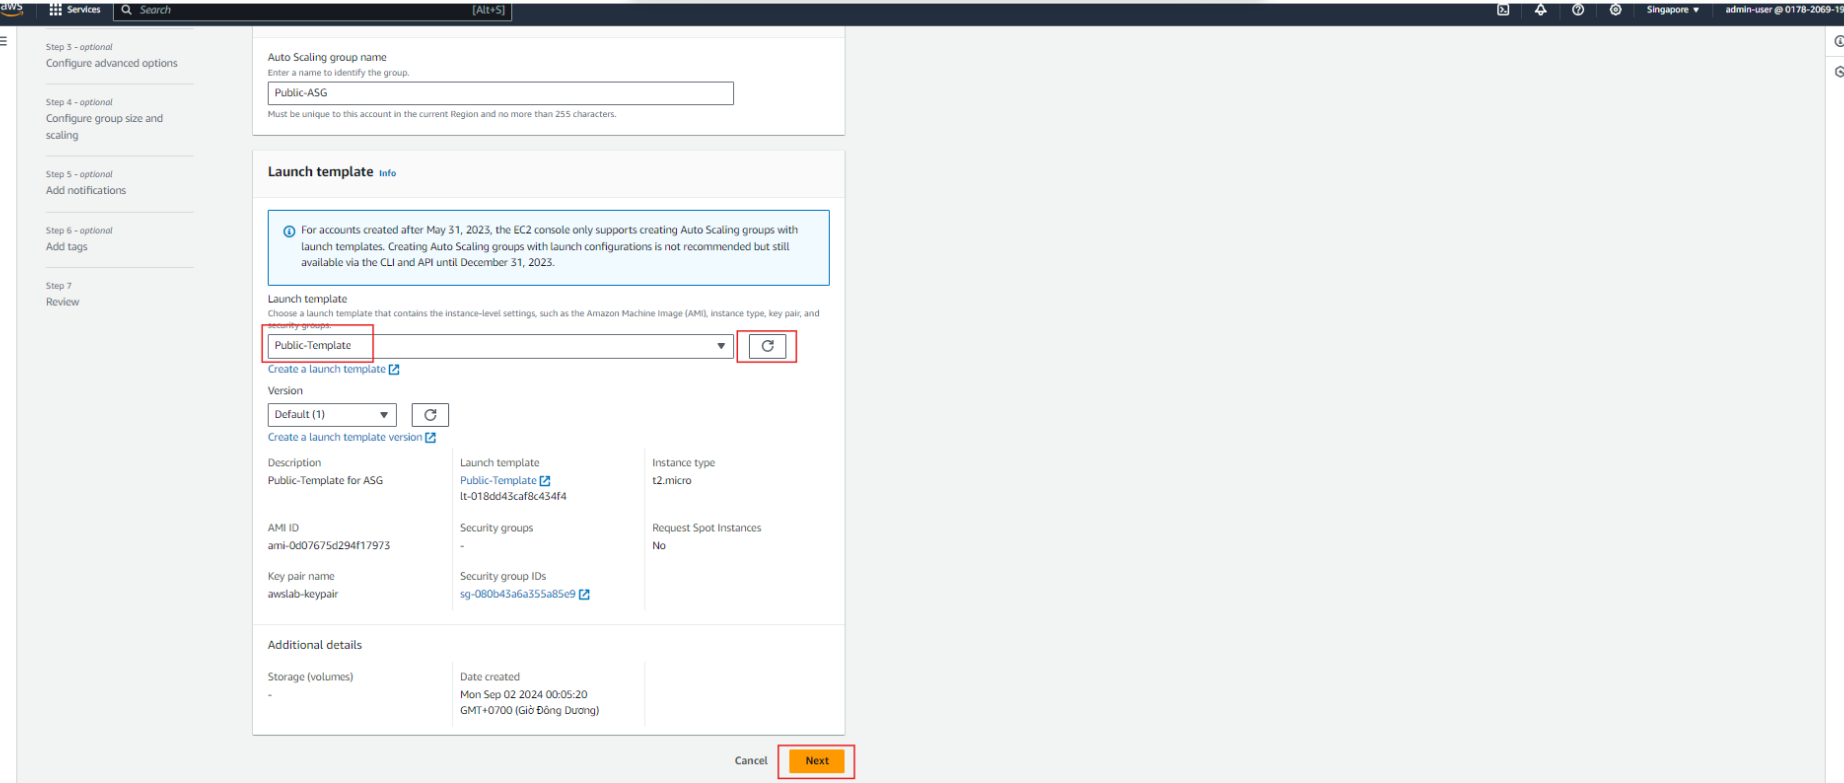 aws
Services
Search
[Alt+S]
Singapore
admin-user @ 0178-2069-19
Step 3 - optional
Configure advanced options
Step 4 - optional
Configure group size and
scaling
Step 5 - optional
Add notifications
Step 6 - optional
Add tags
Step 7
Review
Auto Scaling group name
Enter a name to identify the group.
Public-ASG
Must be unique to this account in the current Region and no more than 255 characters.
Launch template Info
For accounts created after May 31, 2023, the EC2 console only supports creating Auto Scaling groups with
launch templates. Creating Auto Scaling groups with launch configurations is not recommended but still
available via the CLI and API until December 31, 2023.
Launch template
Choose a launch template that contains the instance-level settings, such as the Amazon Machine Image (AMI), instance type, key pair, and
security groups.
Public-Template
Create a launch template
Version
Default (1)
Create a launch template version
Description
Public-Template for ASG
Launch template
Public-Template
lt-018dd43caf8c434f4
Instance type
t2.micro
AMI ID
ami-0d07675d294f17973
Security groups
-
Request Spot Instances
No
Key pair name
awslab-keypair
Security group IDs
sg-080b43a6a355a85e9
Additional details
Storage (volumes)
-
Date created
Mon Sep 02 2024 00:05:20
GMT+0700 (Giờ Đông Dương)
Cancel
Next